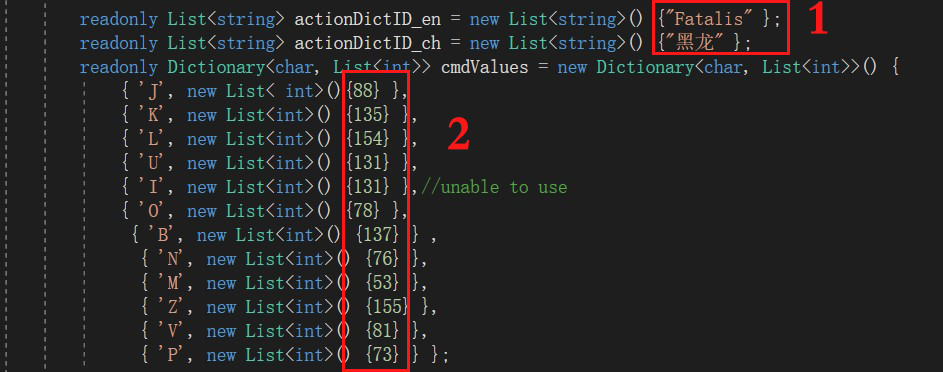 readonly List<string> actionDictID_en = new List<string>() {"Fatalis" }; 1
readonly List<string> actionDictID_ch = new List<string>() {"黑龙" };
readonly Dictionary<char, List<int>> cmdValues = new Dictionary<char, List<int>>() {
{ 'J', new List< int>(){88} },
{ 'K', new List<int>() {135} },
{ 'L', new List<int>() {154} }, 2
{ 'U', new List<int>() {131} },
{ 'I', new List<int>() {131} },//unable to use
{ 'O', new List<int>() {78} },
{ 'B', new List<int>() {137} } ,
{ 'N', new List<int>() {76} },
{ 'M', new List<int>() {53} },
{ 'Z', new List<int>() {155} },
{ 'V', new List<int>() {81} },
{ 'P', new List<int>() {73} } };